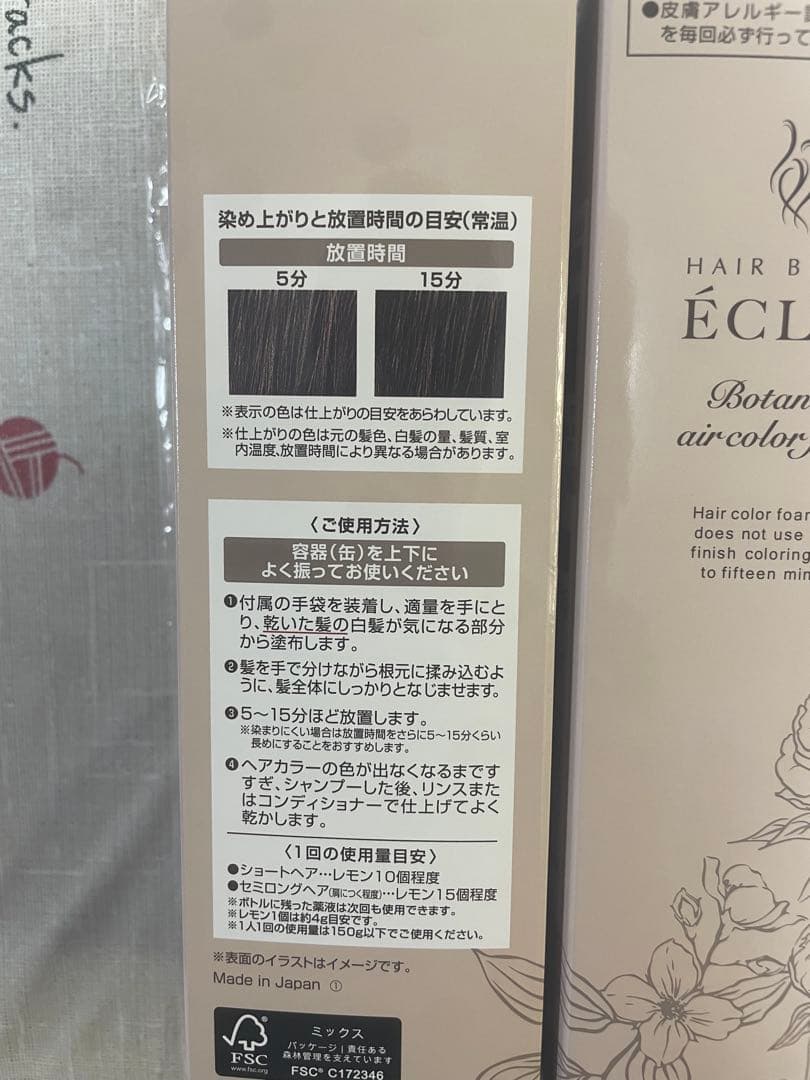 racks.
染め上がりと放置時間の目安(常温)
放置時間
5分 15分
※表示の色は仕上がりの目安をあらわしています。
※仕上がりの色は元の髪色、白髪の量、髪質、室
内温度、放置時間により異なる場合があります。
〈ご使用方法〉
容器(缶)を上下に
よく振ってお使いください
❶付属の手袋を装着し、適量を手にと
り、乾いた髪の白髪が気になる部分
から塗布します。
❷髪を手で分けながら根元に揉み込むよ
うに、髪全体にしっかりとなじませます。
❸5〜15分ほど放置します。
※染まりにくい場合は放置時間をさらに5〜15分くらい
長めにすることをおすすめします。
❹ヘアカラーの色が出なくなるまです
すぎ、シャンプーした後、リンスまた
はコンディショナーで仕上げてよく
乾かします。
〈1回の使用量目安〉
●ショートヘア…レモン10個程度
●セミロングヘア(肩につく程度)…レモン15個程度
※ボトルに残った薬液は次回も使用できます。
※レモン1個は約4g目安です。
※1人1回の使用量は150g以下でご使用ください。
※表面のイラストはイメージです。
Made in Japan ①
FSC
www.fsc.org
ミックス
パッケージ|責任ある
森林管理を支えています
FSC® C172346
●皮膚アレルギー
を毎回必ず行って
HAIR B
ÉCL
Botan
air color
Hair color foa
does not use
finish coloring
to fifteen min